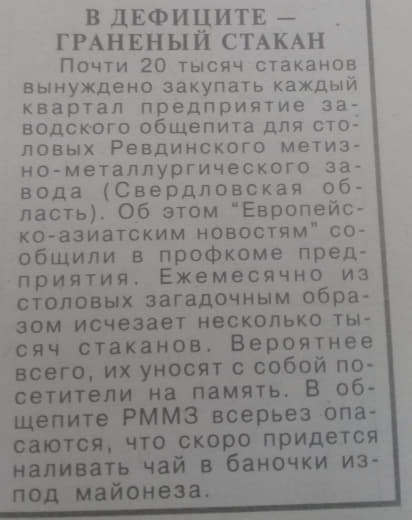 В ДЕФИЦИТЕ –
ГРАНЕНЫЙ СТАКАН
Почти 20 тысяч стаканов
вынуждено закупать каждый
квартал предприятие за-
водского общепита для сто-
ловых Ревдинского метиз-
но-металлургического за-
вода (Свердловская об-
ласть). Об этом "Европейс-
ко-азиатским новостям" со-
общили в профкоме пред-
приятия. Ежемесячно из
столовых загадочным обра-
зом исчезает несколько ты-
сяч стаканов. Вероятнее
всего, их уносят с собой по-
сетители на память. В об-
щепите РММЗ всерьез опа-
саются, что скоро придется
наливать чай в баночки из-
под майонеза.